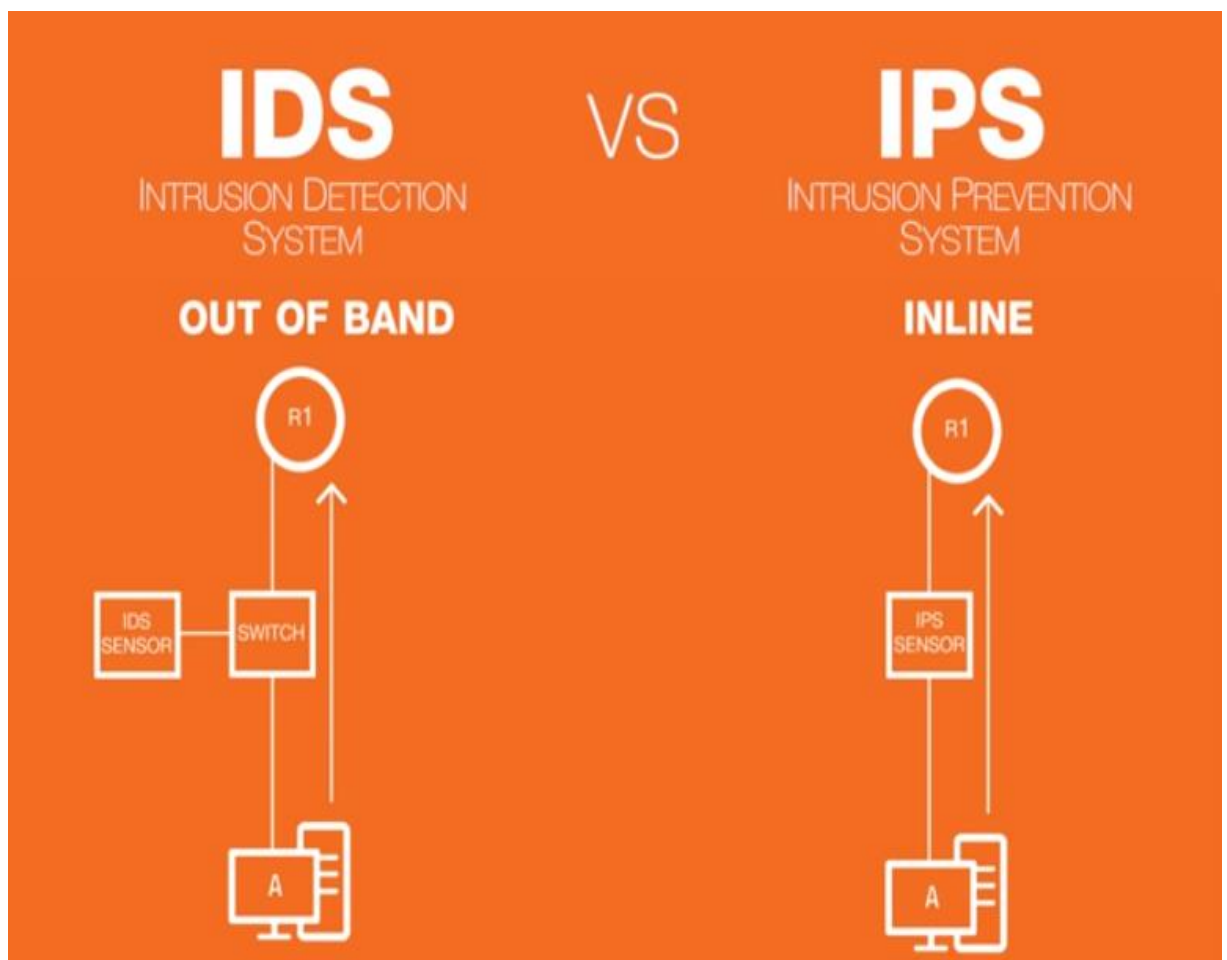 IDS
INTRUSION DETECTION
SYSTEM
OUT OF BAND
R1
IDS
SENSOR
SWITCH
A
VS
IPS
INTRUSION PREVENTION
SYSTEM
INLINE
R1
IPS
SENSOR
A